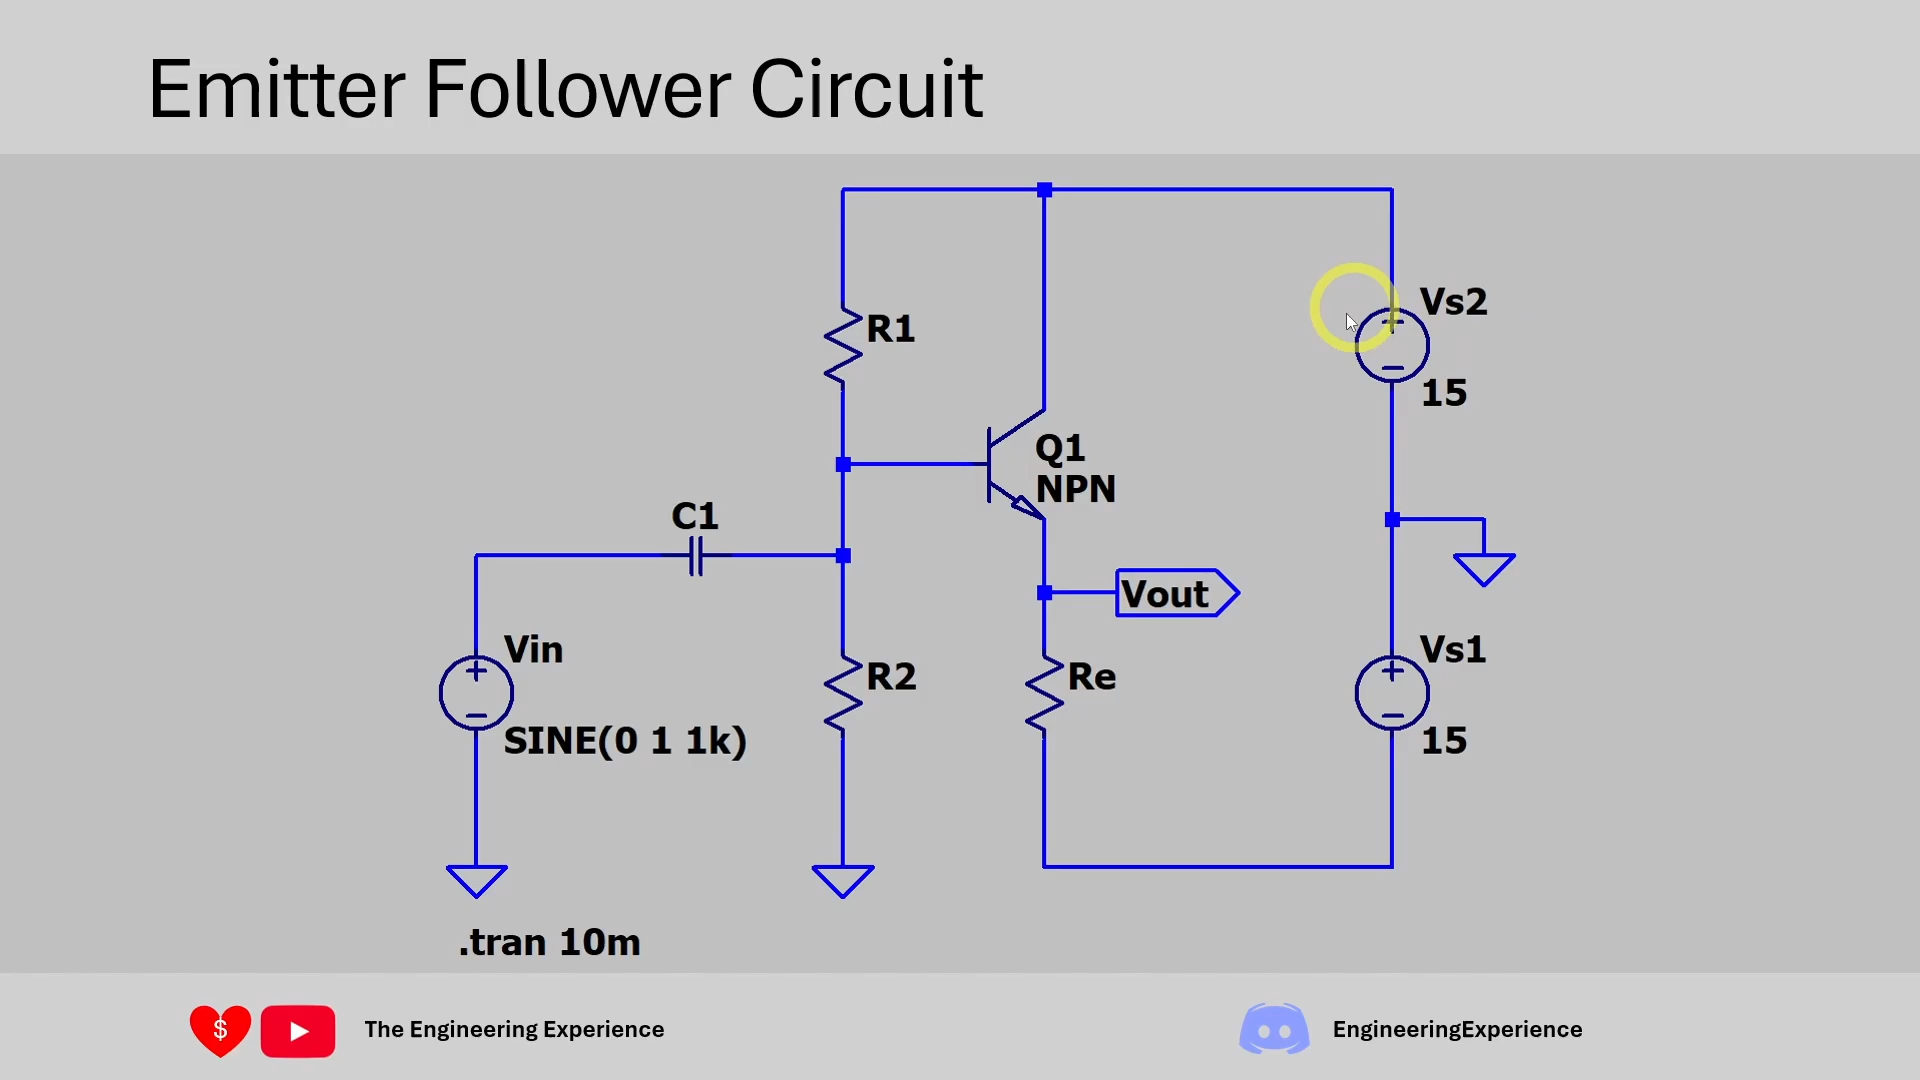 Emitter Follower Circuit
Vs2
R1
15
Q1
NPN
C1
Vout
Vin
R2
Re
Vs1
SINE(0 1 1k)
15
.tran 10m
$
The Engineering Experience
EngineeringExperience